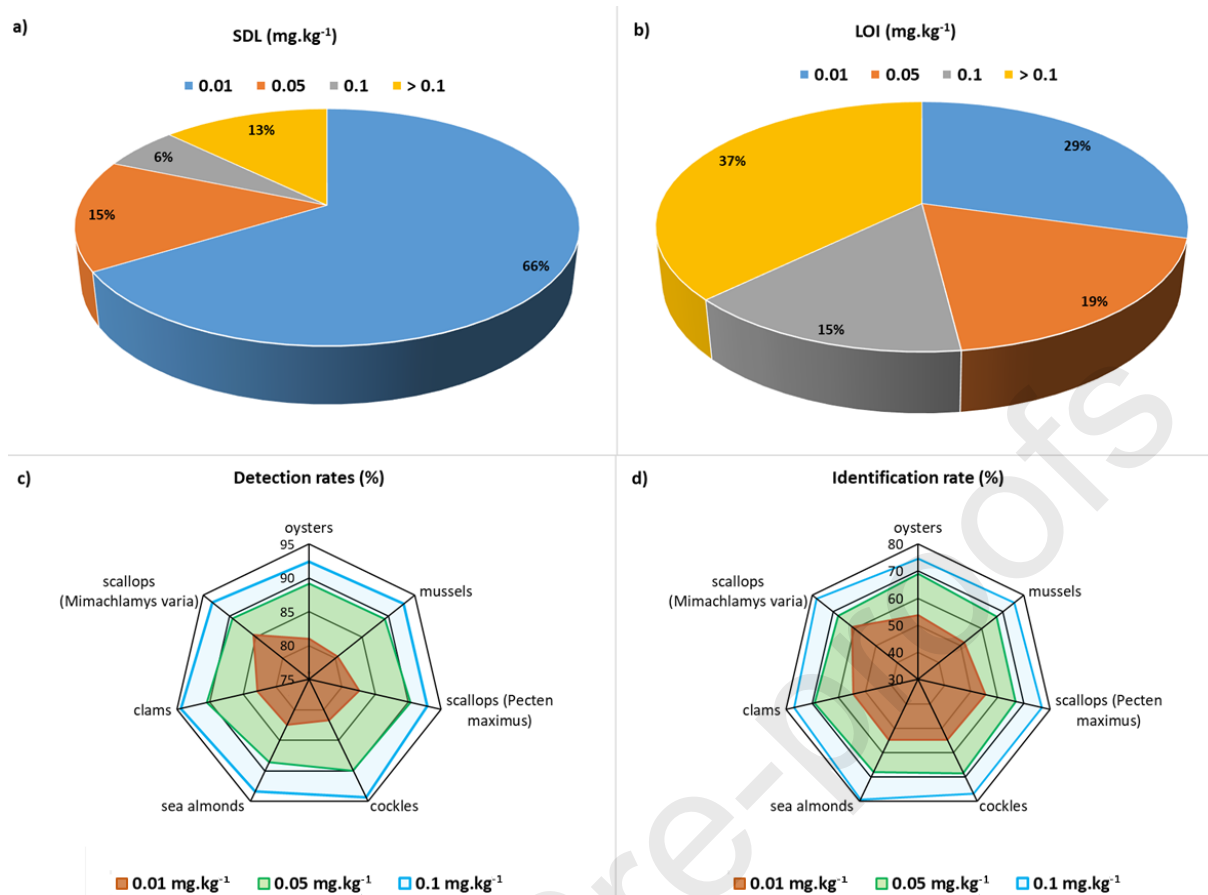 a)
SDL (mg.kg⁻¹)
0.01 0.05 0.1 > 0.1
13%
6%
15%
66%
b)
LOI (mg.kg⁻¹)
0.01 0.05 0.1 > 0.1
29%
37%
19%
15%
c)
Detection rates (%)
oysters
95
90
85
80
75
mussels
scallops (Pecten
maximus)
cockles
sea almonds
clams
scallops
(Mimachlamys varia)
0.01 mg.kg⁻¹ 0.05 mg.kg⁻¹ 0.1 mg.kg⁻¹
d)
Identification rate (%)
oysters
80
70
60
50
40
30
mussels
scallops (Pecten
maximus)
cockles
sea almonds
clams
scallops
(Mimachlamys varia)
0.01 mg.kg⁻¹ 0.05 mg.kg⁻¹ 0.1 mg.kg⁻¹
re-proofs